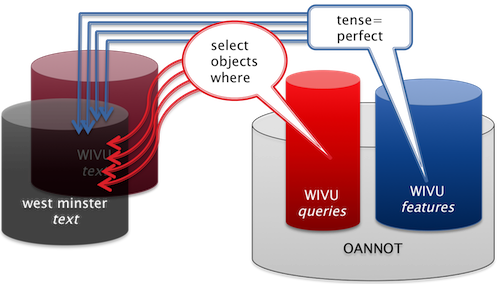 select
objects
where
tense=
perfect
WIVU
text
west minster
text
WIVU
queries
WIVU
features
OANNOT